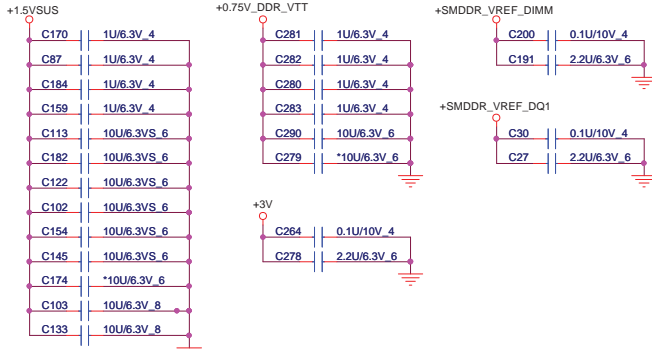 +1.5VSUS
C170 1U/6.3V_4
C87 1U/6.3V_4
C184 1U/6.3V_4
C159 1U/6.3V_4
C113 10U/6.3VS_6
C182 10U/6.3VS_6
C122 10U/6.3VS_6
C102 10U/6.3VS_6
C154 10U/6.3VS_6
C145 10U/6.3VS_6
C174 *10U/6.3V_6
C103 10U/6.3V_8
C133 10U/6.3V_8
+0.75V_DDR_VTT
C281 1U/6.3V_4
C282 1U/6.3V_4
C280 1U/6.3V_4
C283 1U/6.3V_4
C290 10U/6.3V_6
C279 *10U/6.3V_6
+3V
C264 0.1U/10V_4
C278 2.2U/6.3V_6
+SMDDR_VREF_DIMM
C200 0.1U/10V_4
C191 2.2U/6.3V_6
+SMDDR_VREF_DQ1
C30 0.1U/10V_4
C27 2.2U/6.3V_6